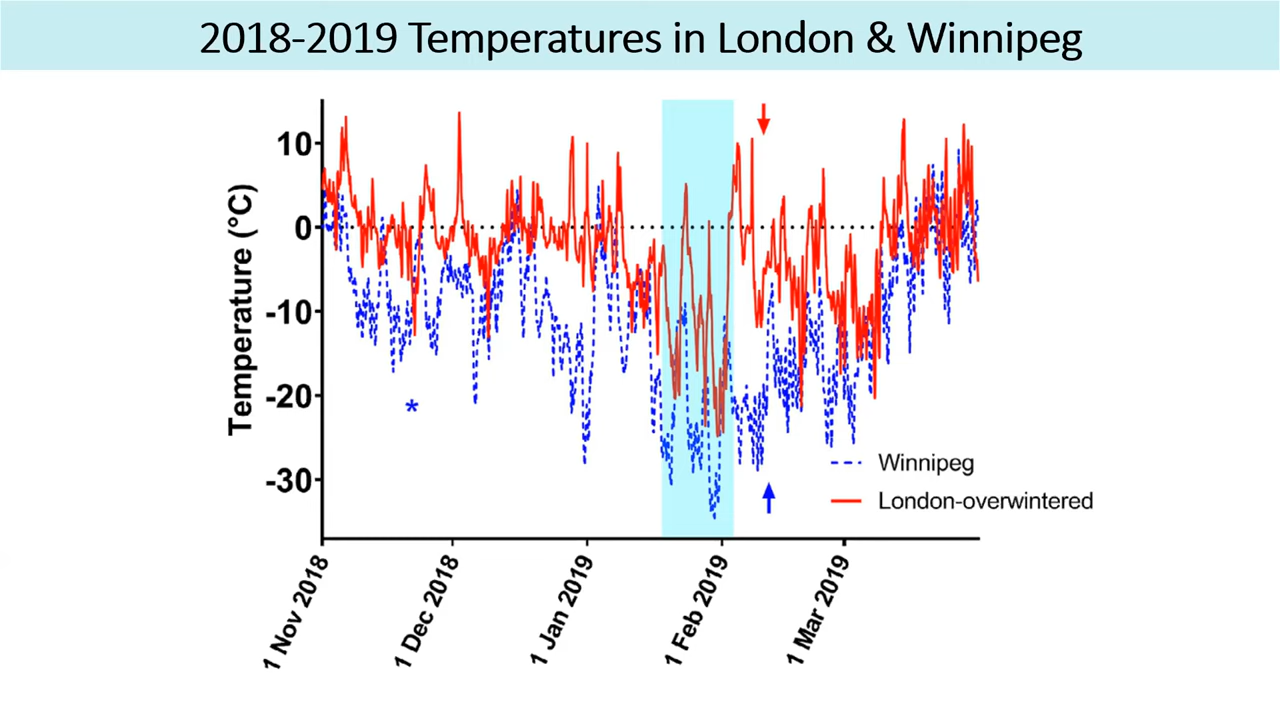 2018-2019 Temperatures in London & Winnipeg
Temperature (°C)
10
0
-10
-20
-30
*
Winnipeg
London-overwintered
1 Nov 2018
1 Dec 2018
1 Jan 2019
1 Feb 2019
1 Mar 2019